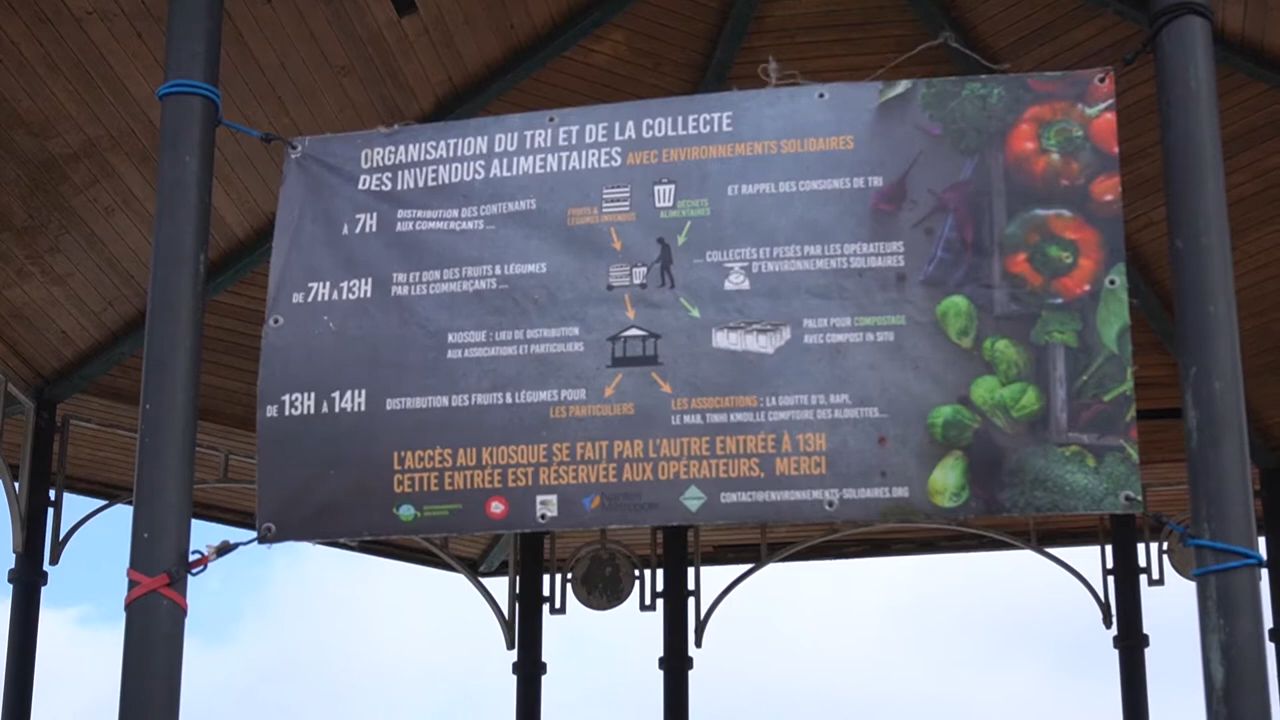 ORGANISATION DU TRI ET DE LA COLLECTE
DES INVENDUS ALIMENTAIRES AVEC ENVIRONNEMENTS SOLIDAIRES
À 7H
DISTRIBUTION DES CONTENANTS
AUX COMMERÇANTS ...
FRUITS &
LÉGUMES INVENDUS
DÉCHETS
ALIMENTAIRES
ET RAPPEL DES CONSIGNES DE TRI
DE 7H À 13H
TRI ET DON DES FRUITS & LÉGUMES
PAR LES COMMERÇANTS ...
... COLLECTÉS ET PESÉS PAR LES OPÉRATEURS
D'ENVIRONNEMENTS SOLIDAIRES
KIOSQUE : LIEU DE DISTRIBUTION
AUX ASSOCIATIONS ET PARTICULIERS
PALOX POUR COMPOSTAGE
AVEC COMPOST IN SITU
DE 13H À 14H
DISTRIBUTION DES FRUITS & LÉGUMES POUR
LES PARTICULIERS
LES ASSOCIATIONS : LA GOUTTE D'O, RAPI,
LE MAB, TINHI KMOU,LE COMPTOIRE DES ALOUETTES....
L'ACCÈS AU KIOSQUE SE FAIT PAR L'AUTRE ENTRÉE À 13H
CETTE ENTRÉE EST RÉSERVÉE AUX OPÉRATEURS, MERCI
ENVIRONNEMENTS
SOLIDAIRES
Nantes
Métropole
CONTACT@ENVIRONNEMENTS-SOLIDAIRES.ORG